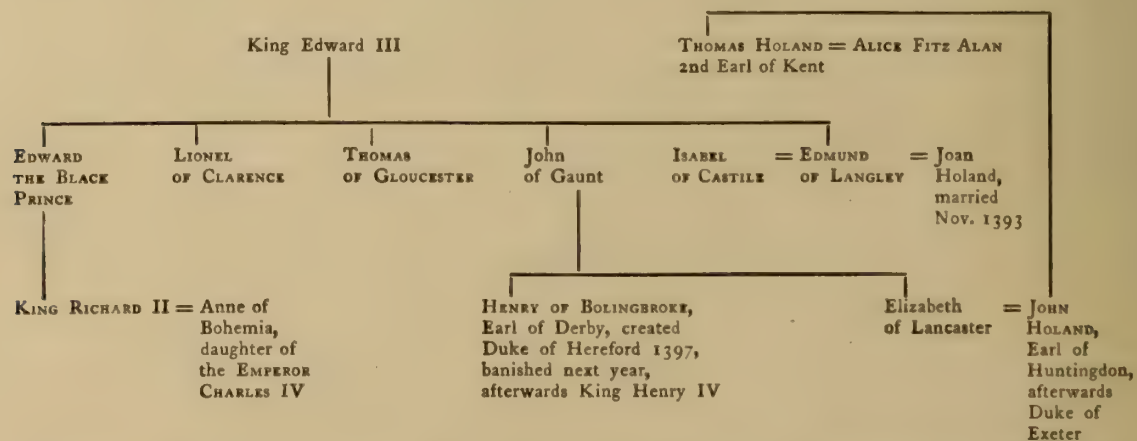 King Edward III
THOMAS HOLAND = ALICE FITZ ALAN
2nd Earl of Kent
EDWARD
THE BLACK
PRINCE
LIONEL
OF CLARENCE
THOMAS
OF GLOUCESTER
John
of Gaunt
ISABEL
OF CASTILE
= EDMUND
OF LANGLEY
= Joan
Holand,
married
Nov. 1393
KING RICHARD II = Anne of
Bohemia,
daughter of
the EMPEROR
CHARLES IV
HENRY OF BOLINGBROKE,
Earl of Derby, created
Duke of Hereford 1397,
banished next year,
afterwards King Henry IV
Elizabeth
of Lancaster
= JOHN
HOLAND,
Earl of
Huntingdon,
afterwards
Duke of
Exeter